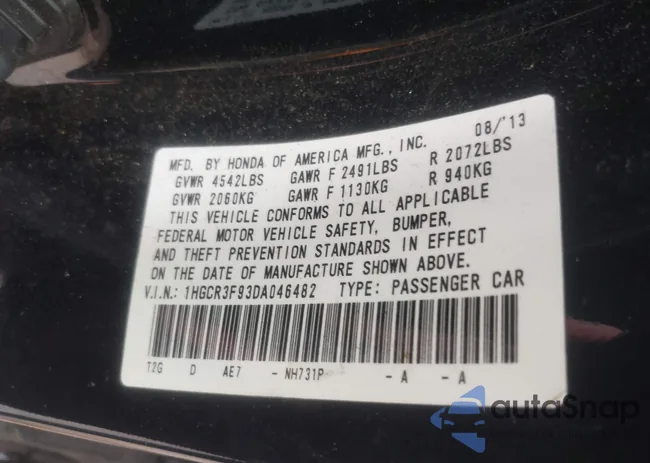 08/'13
MFD. BY HONDA OF AMERICA MFG., INC.
GVWR 4542LBS GAWR F 2491LBS R 2072LBS
GVWR 2060KG GAWR F 1130KG R 940KG
THIS VEHICLE CONFORMS TO ALL APPLICABLE
FEDERAL MOTOR VEHICLE SAFETY, BUMPER,
AND THEFT PREVENTION STANDARDS IN EFFECT
ON THE DATE OF MANUFACTURE SHOWN ABOVE.
V.I.N.: 1HGCR3F93DA046482 TYPE: PASSENGER CAR
T2G D AE7 - NH731P - A - A
autoSnap